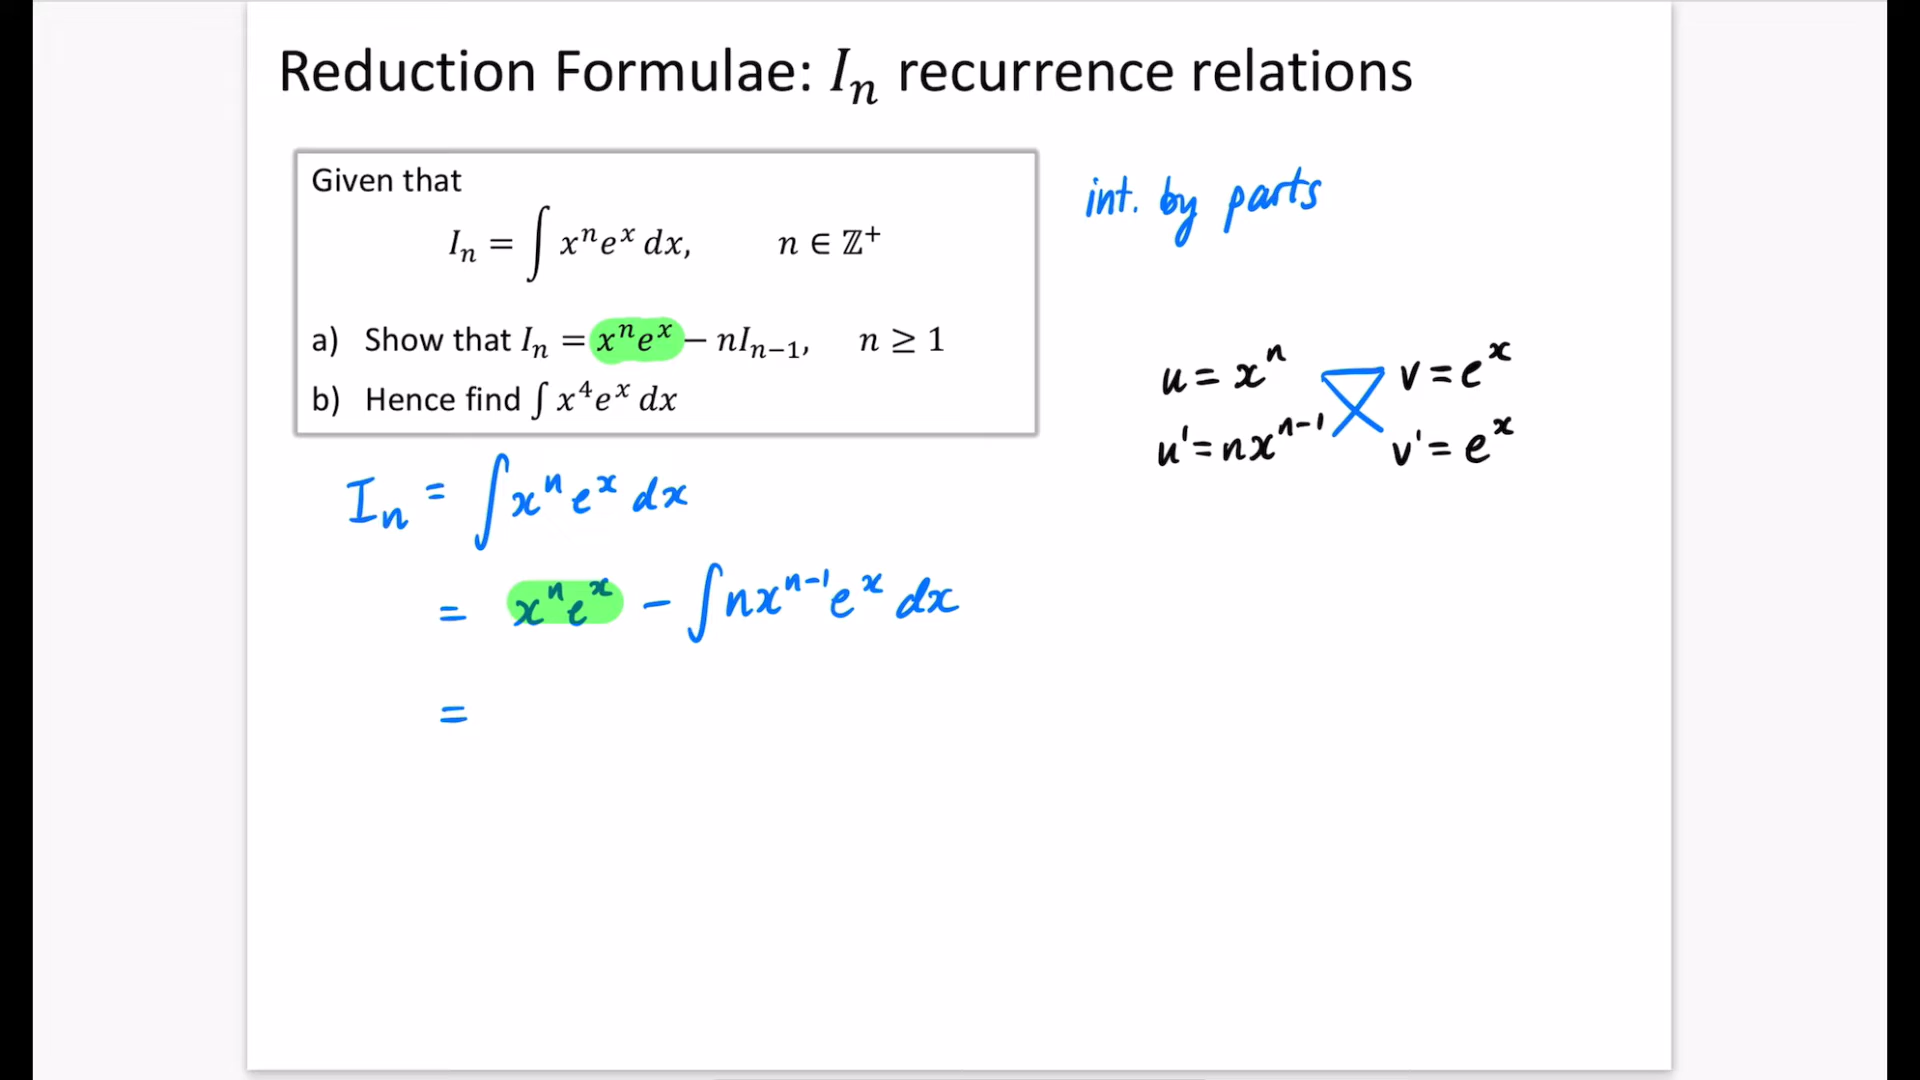 Reduction Formulae: Iₙ recurrence relations
Given that
Iₙ = ∫ xⁿeˣ dx, n ∈ ℤ⁺
a) Show that Iₙ = xⁿeˣ − nIₙ₋₁, n ≥ 1
b) Hence find ∫ x⁴eˣ dx
int. by parts
u = xⁿ v = eˣ
u' = nxⁿ⁻¹ v' = eˣ
Iₙ = ∫ xⁿeˣ dx
= xⁿeˣ − ∫ nxⁿ⁻¹eˣ dx
=